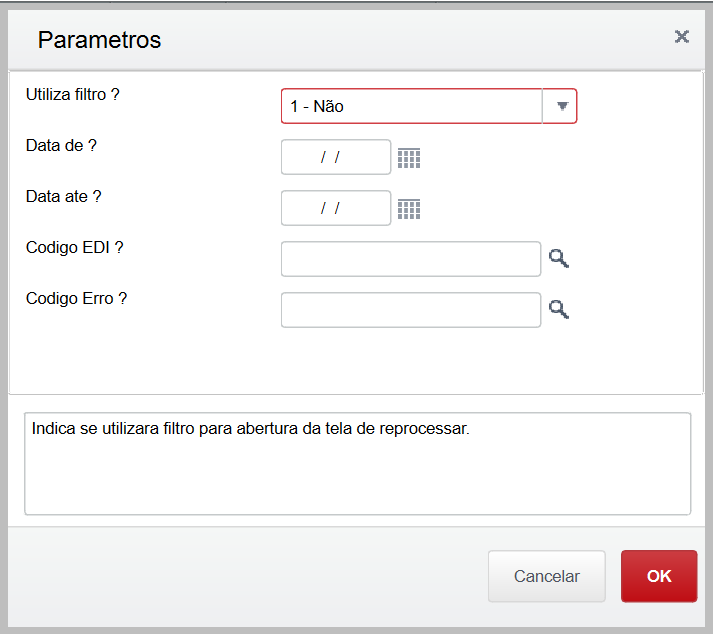 Parametros
Utiliza filtro ?
1 - Não
Data de ?
/ /
Data ate ?
/ /
Codigo EDI ?
Codigo Erro ?
Indica se utilizara filtro para abertura da tela de reprocessar.
Cancelar
OK